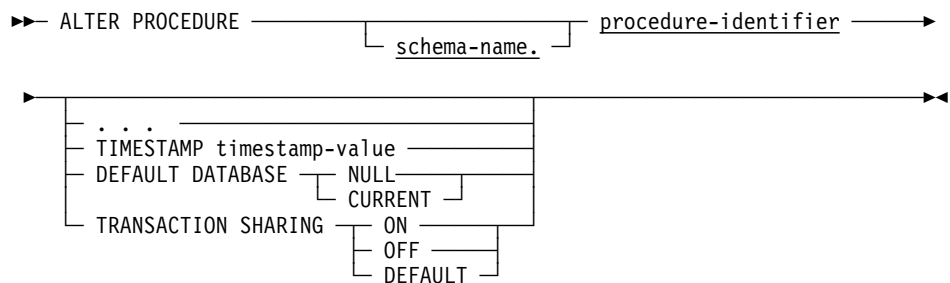 ALTER PROCEDURE procedure-identifier
schema-name.
. . .
TIMESTAMP timestamp-value
DEFAULT DATABASE NULL
CURRENT
TRANSACTION SHARING ON
OFF
DEFAULT